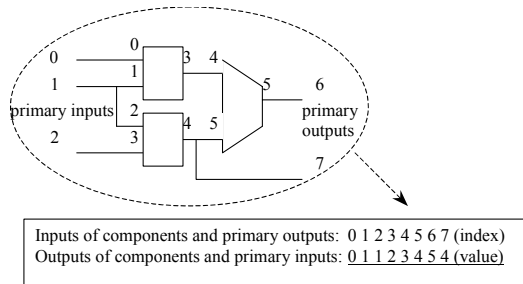 0
1
2
primary inputs
0
1
2
3
3
4
4
5
5
6
primary
outputs
7
Inputs of components and primary outputs: 0 1 2 3 4 5 6 7 (index)
Outputs of components and primary inputs: 0 1 1 2 3 4 5 4 (value)